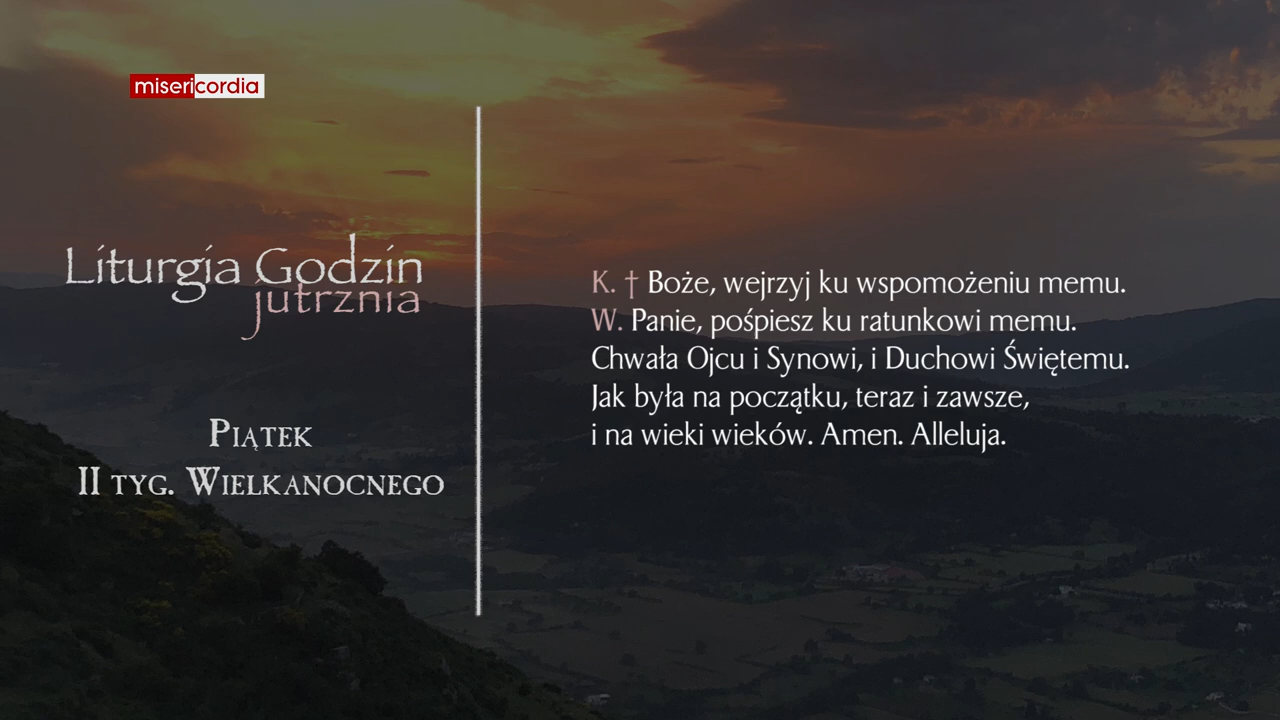 misericordia
Liturgia Godzin
jutrznia
Piątek
II tyg. Wielkanocnego
K. † Boże, wejrzyj ku wspomożeniu memu.
W. Panie, pośpiesz ku ratunkowi memu.
Chwała Ojcu i Synowi, i Duchowi Świętemu.
Jak była na początku, teraz i zawsze,
i na wieki wieków. Amen. Alleluja.